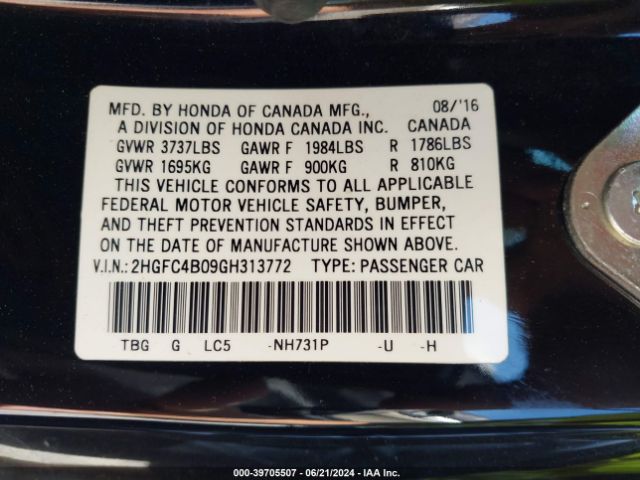 MFD. BY HONDA OF CANADA MFG., 08/'16
A DIVISION OF HONDA CANADA INC. CANADA
GVWR 3737LBS GAWR F 1984LBS R 1786LBS
GVWR 1695KG GAWR F 900KG R 810KG
THIS VEHICLE CONFORMS TO ALL APPLICABLE
FEDERAL MOTOR VEHICLE SAFETY, BUMPER,
AND THEFT PREVENTION STANDARDS IN EFFECT
ON THE DATE OF MANUFACTURE SHOWN ABOVE.
V.I.N.: 2HGFC4B09GH313772 TYPE: PASSENGER CAR
TBG G LC5 -NH731P -U -H
000-39705507 - 06/21/2024 - IAA Inc.